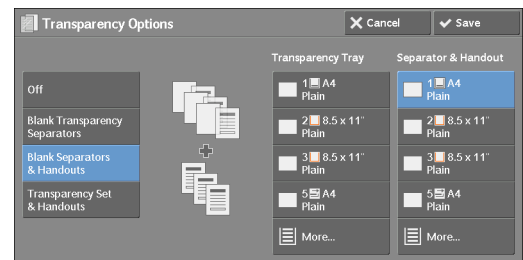 Transparency Options
Cancel
Save
Transparency Tray
Separator & Handout
Off
Blank Transparency
Separators
Blank Separators
& Handouts
Transparency Set
& Handouts
1 A4
Plain
2 8.5 x 11"
Plain
3 8.5 x 11"
Plain
5 A4
Plain
More...
1 A4
Plain
2 8.5 x 11"
Plain
3 8.5 x 11"
Plain
5 A4
Plain
More...